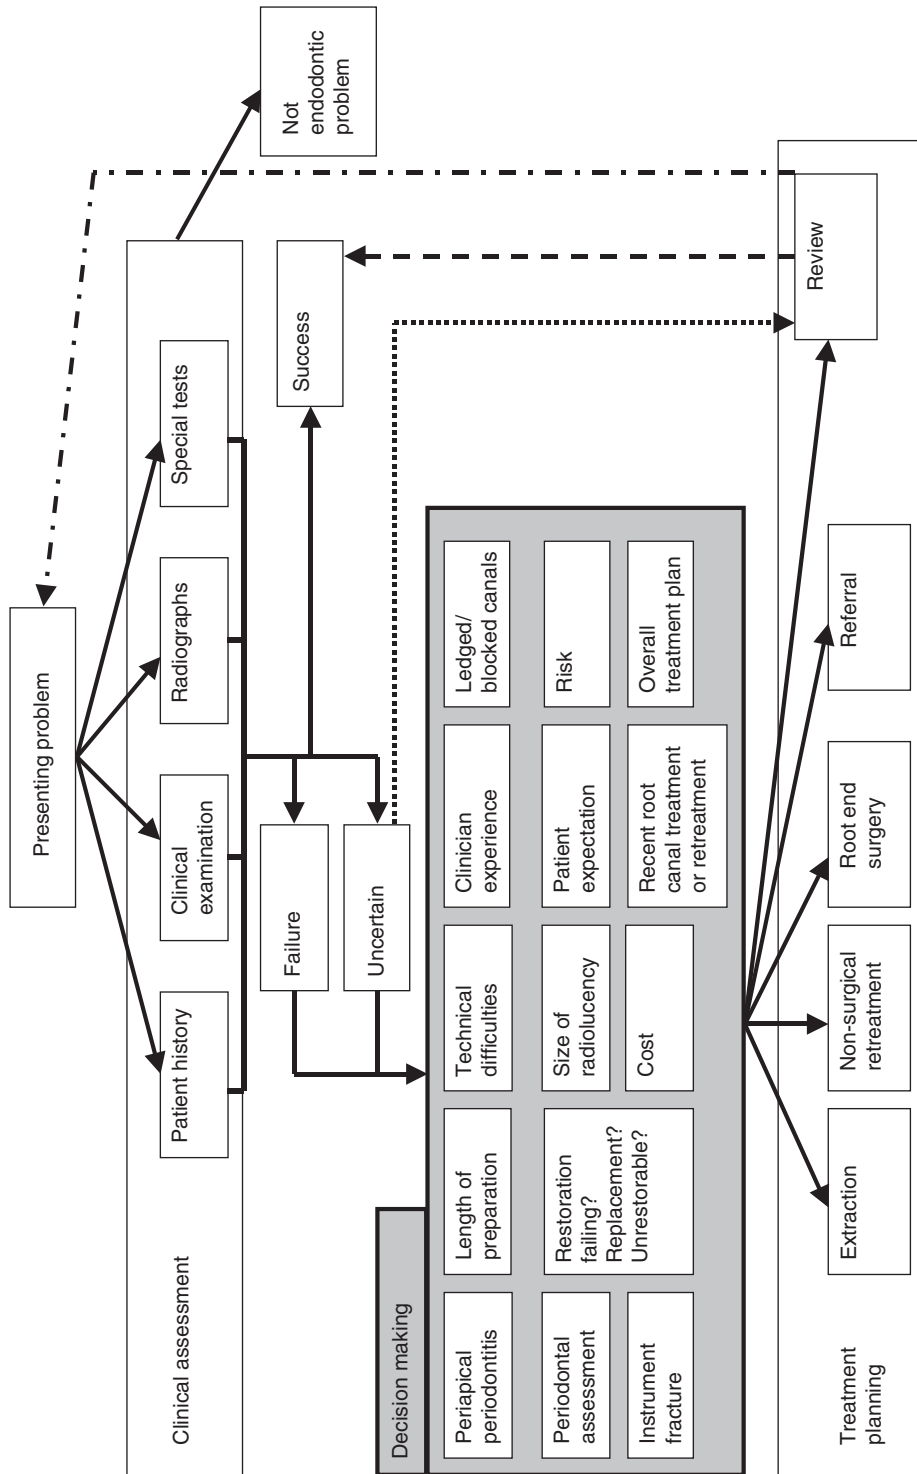 Presenting problem
Clinical assessment
Patient history
Clinical
examination
Radiographs
Special tests
Not
endodontic
problem
Failure
Uncertain
Success
Decision making
Periapical
periodontitis
Length of
preparation
Technical
difficulties
Clinician
experience
Ledged/
blocked canals
Periodontal
assessment
Restoration
failing?
Replacement?
Unrestorable?
Size of
radiolucency
Patient
expectation
Risk
Instrument
fracture
Cost
Recent root
canal treatment
or retreatment
Overall
treatment plan
Treatment
planning
Extraction
Non-surgical
retreatment
Root end
surgery
Referral
Review